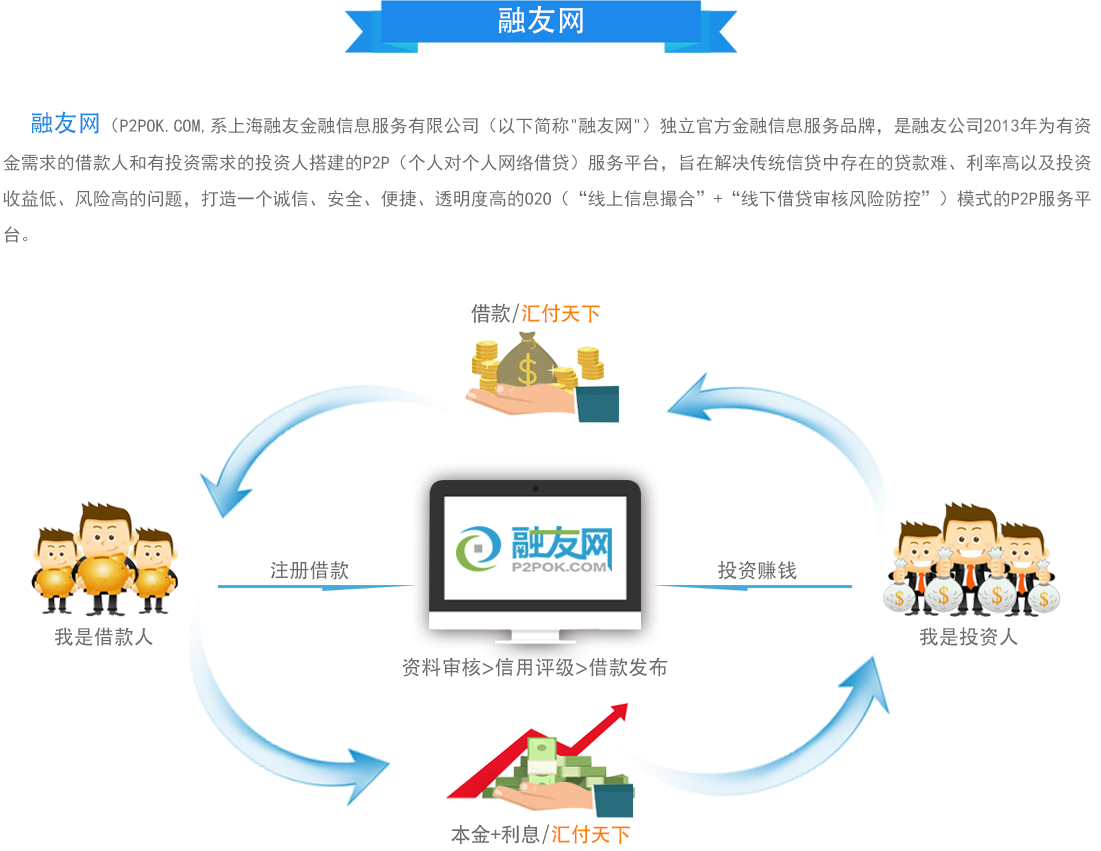 融友网
融友网（P2POK.COM,系上海融友金融信息服务有限公司（以下简称"融友网"）独立官方金融信息服务品牌，是融友公司2013年为有资
金需求的借款人和有投资需求的投资人搭建的P2P（个人对个人网络借贷）服务平台，旨在解决传统信贷中存在的贷款难、利率高以及投资
收益低、风险高的问题，打造一个诚信、安全、便捷、透明度高的O2O（“线上信息撮合”+“线下借贷审核风险防控”）模式的P2P服务平
台。
借款/汇付天下
融友网
P2POK.COM
注册借款
投资赚钱
我是借款人
我是投资人
资料审核>信用评级>借款发布
本金+利息/汇付天下